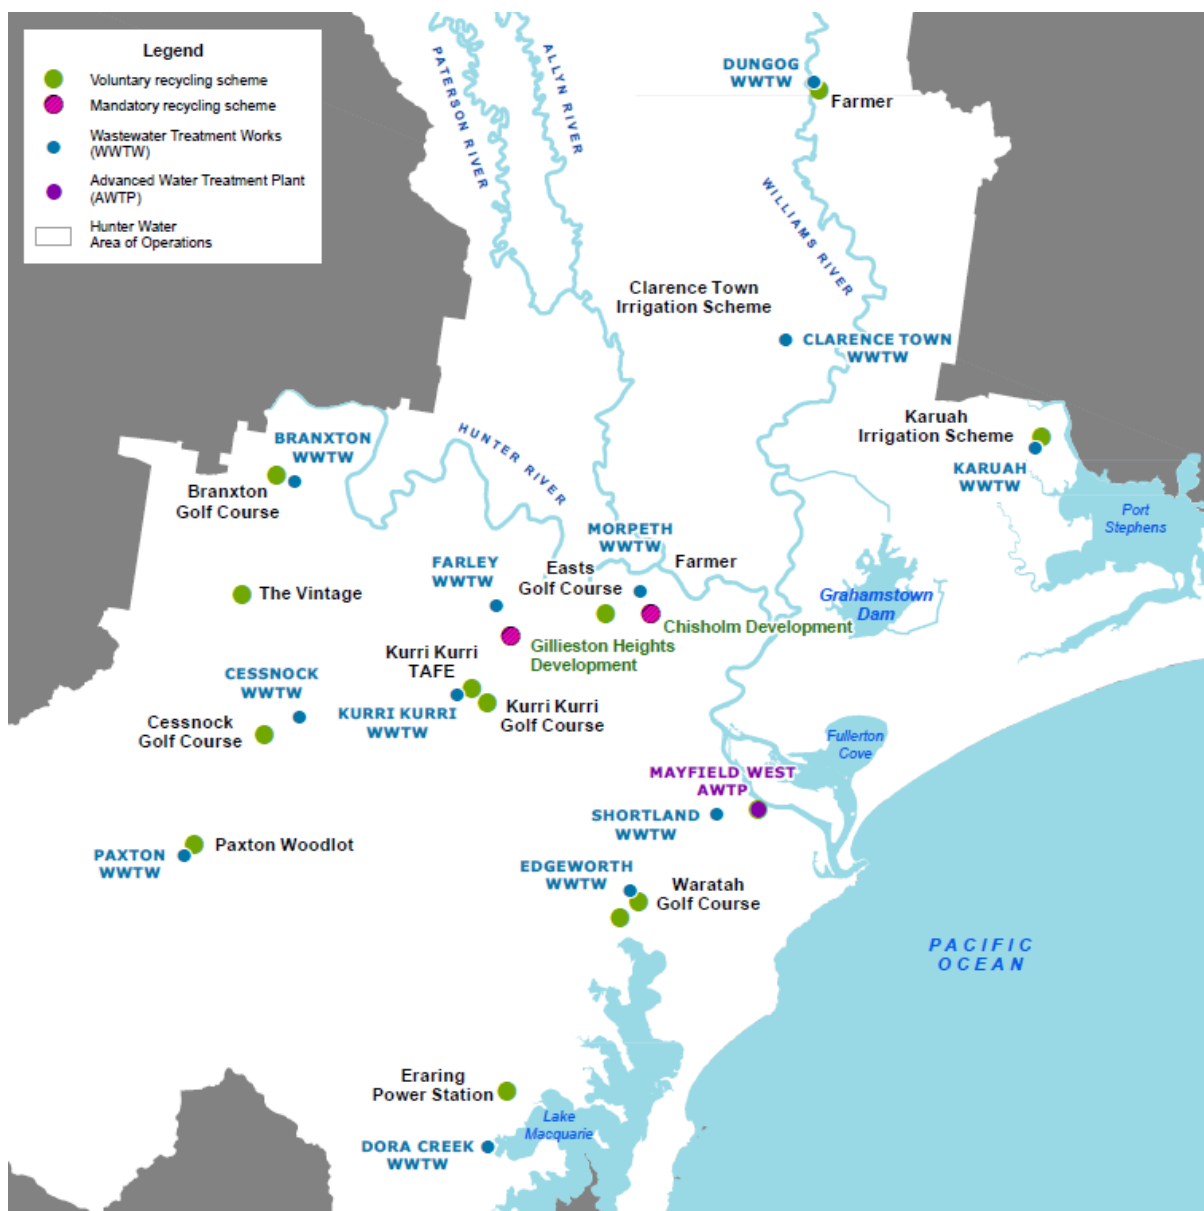 Legend
Voluntary recycling scheme
Mandatory recycling scheme
Wastewater Treatment Works
(WWTW)
Advanced Water Treatment Plant
(AWTP)
Hunter Water
Area of Operations
PATERSON RIVER
ALLYN RIVER
DUNGOG
WWTW
Farmer
WILLIAMS RIVER
Clarence Town
Irrigation Scheme
CLARENCE TOWN
WWTW
Karuah
Irrigation Scheme
KARUAH
WWTW
Port
Stephens
BRANXTON
WWTW
Branxton
Golf Course
HUNTER RIVER
MORPETH
WWTW
Farmer
FARLEY
WWTW
Easts
Golf Course
The Vintage
Grahamstown
Dam
Chisholm Development
Gillieston Heights
Development
Kurri Kurri
TAFE
KURRI KURRI
WWTW
Kurri Kurri
Golf Course
CESSNOCK
WWTW
Cessnock
Golf Course
Fullerton
Cove
MAYFIELD WEST
AWTP
SHORTLAND
WWTW
PAXTON
WWTW
Paxton Woodlot
EDGEWORTH
WWTW
Waratah
Golf Course
PACIFIC
OCEAN
Eraring
Power Station
Lake
Macquarie
DORA CREEK
WWTW